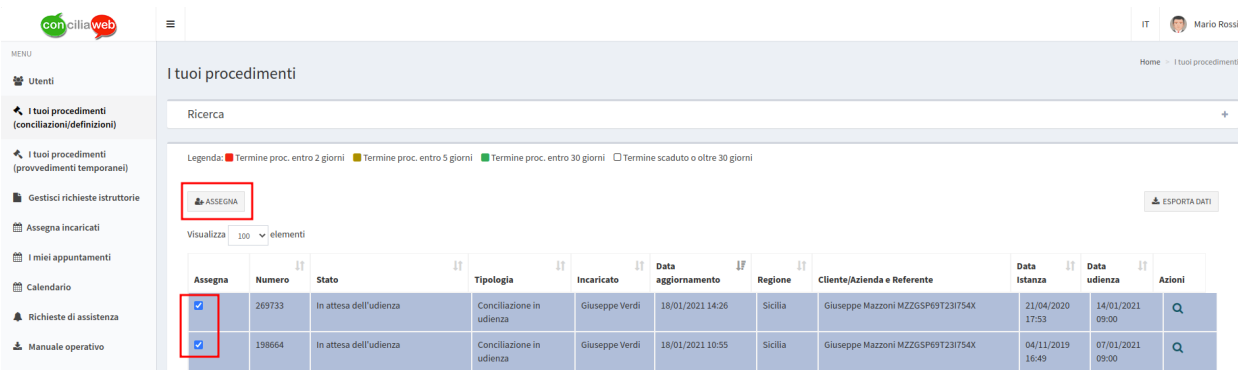 conciliaweb
IT
Mario Rossi
MENU
Utenti
I tuoi procedimenti
(conciliazioni/definizioni)
I tuoi procedimenti
(provvedimenti temporanei)
Gestisci richieste istruttorie
Assegna incaricati
I miei appuntamenti
Calendario
Richieste di assistenza
Manuale operativo
I tuoi procedimenti
Home > I tuoi procedimenti
Ricerca
+
Legenda: Termine proc. entro 2 giorni Termine proc. entro 5 giorni Termine proc. entro 30 giorni Termine scaduto o oltre 30 giorni
ASSEGNA
ESPORTA DATI
Visualizza 100 elementi
Assegna Numero Stato Tipologia Incaricato Data aggiornamento Regione Cliente/Azienda e Referente Data Istanza Data udienza Azioni
269733 In attesa dell'udienza Conciliazione in udienza Giuseppe Verdi 18/01/2021 14:26 Sicilia Giuseppe Mazzoni MZZGSP69T23I754X 21/04/2020 17:53 14/01/2021 09:00
198664 In attesa dell'udienza Conciliazione in udienza Giuseppe Verdi 18/01/2021 10:55 Sicilia Giuseppe Mazzoni MZZGSP69T23I754X 04/11/2019 16:49 07/01/2021 09:00